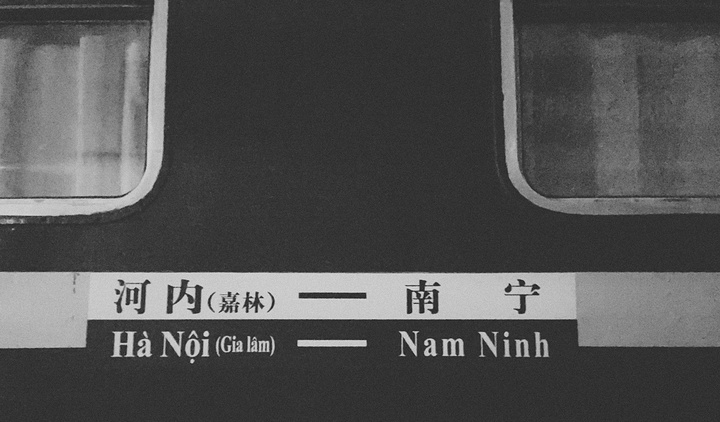 河内(嘉林) — 南宁
Hà Nội (Gia lâm) — Nam Ninh